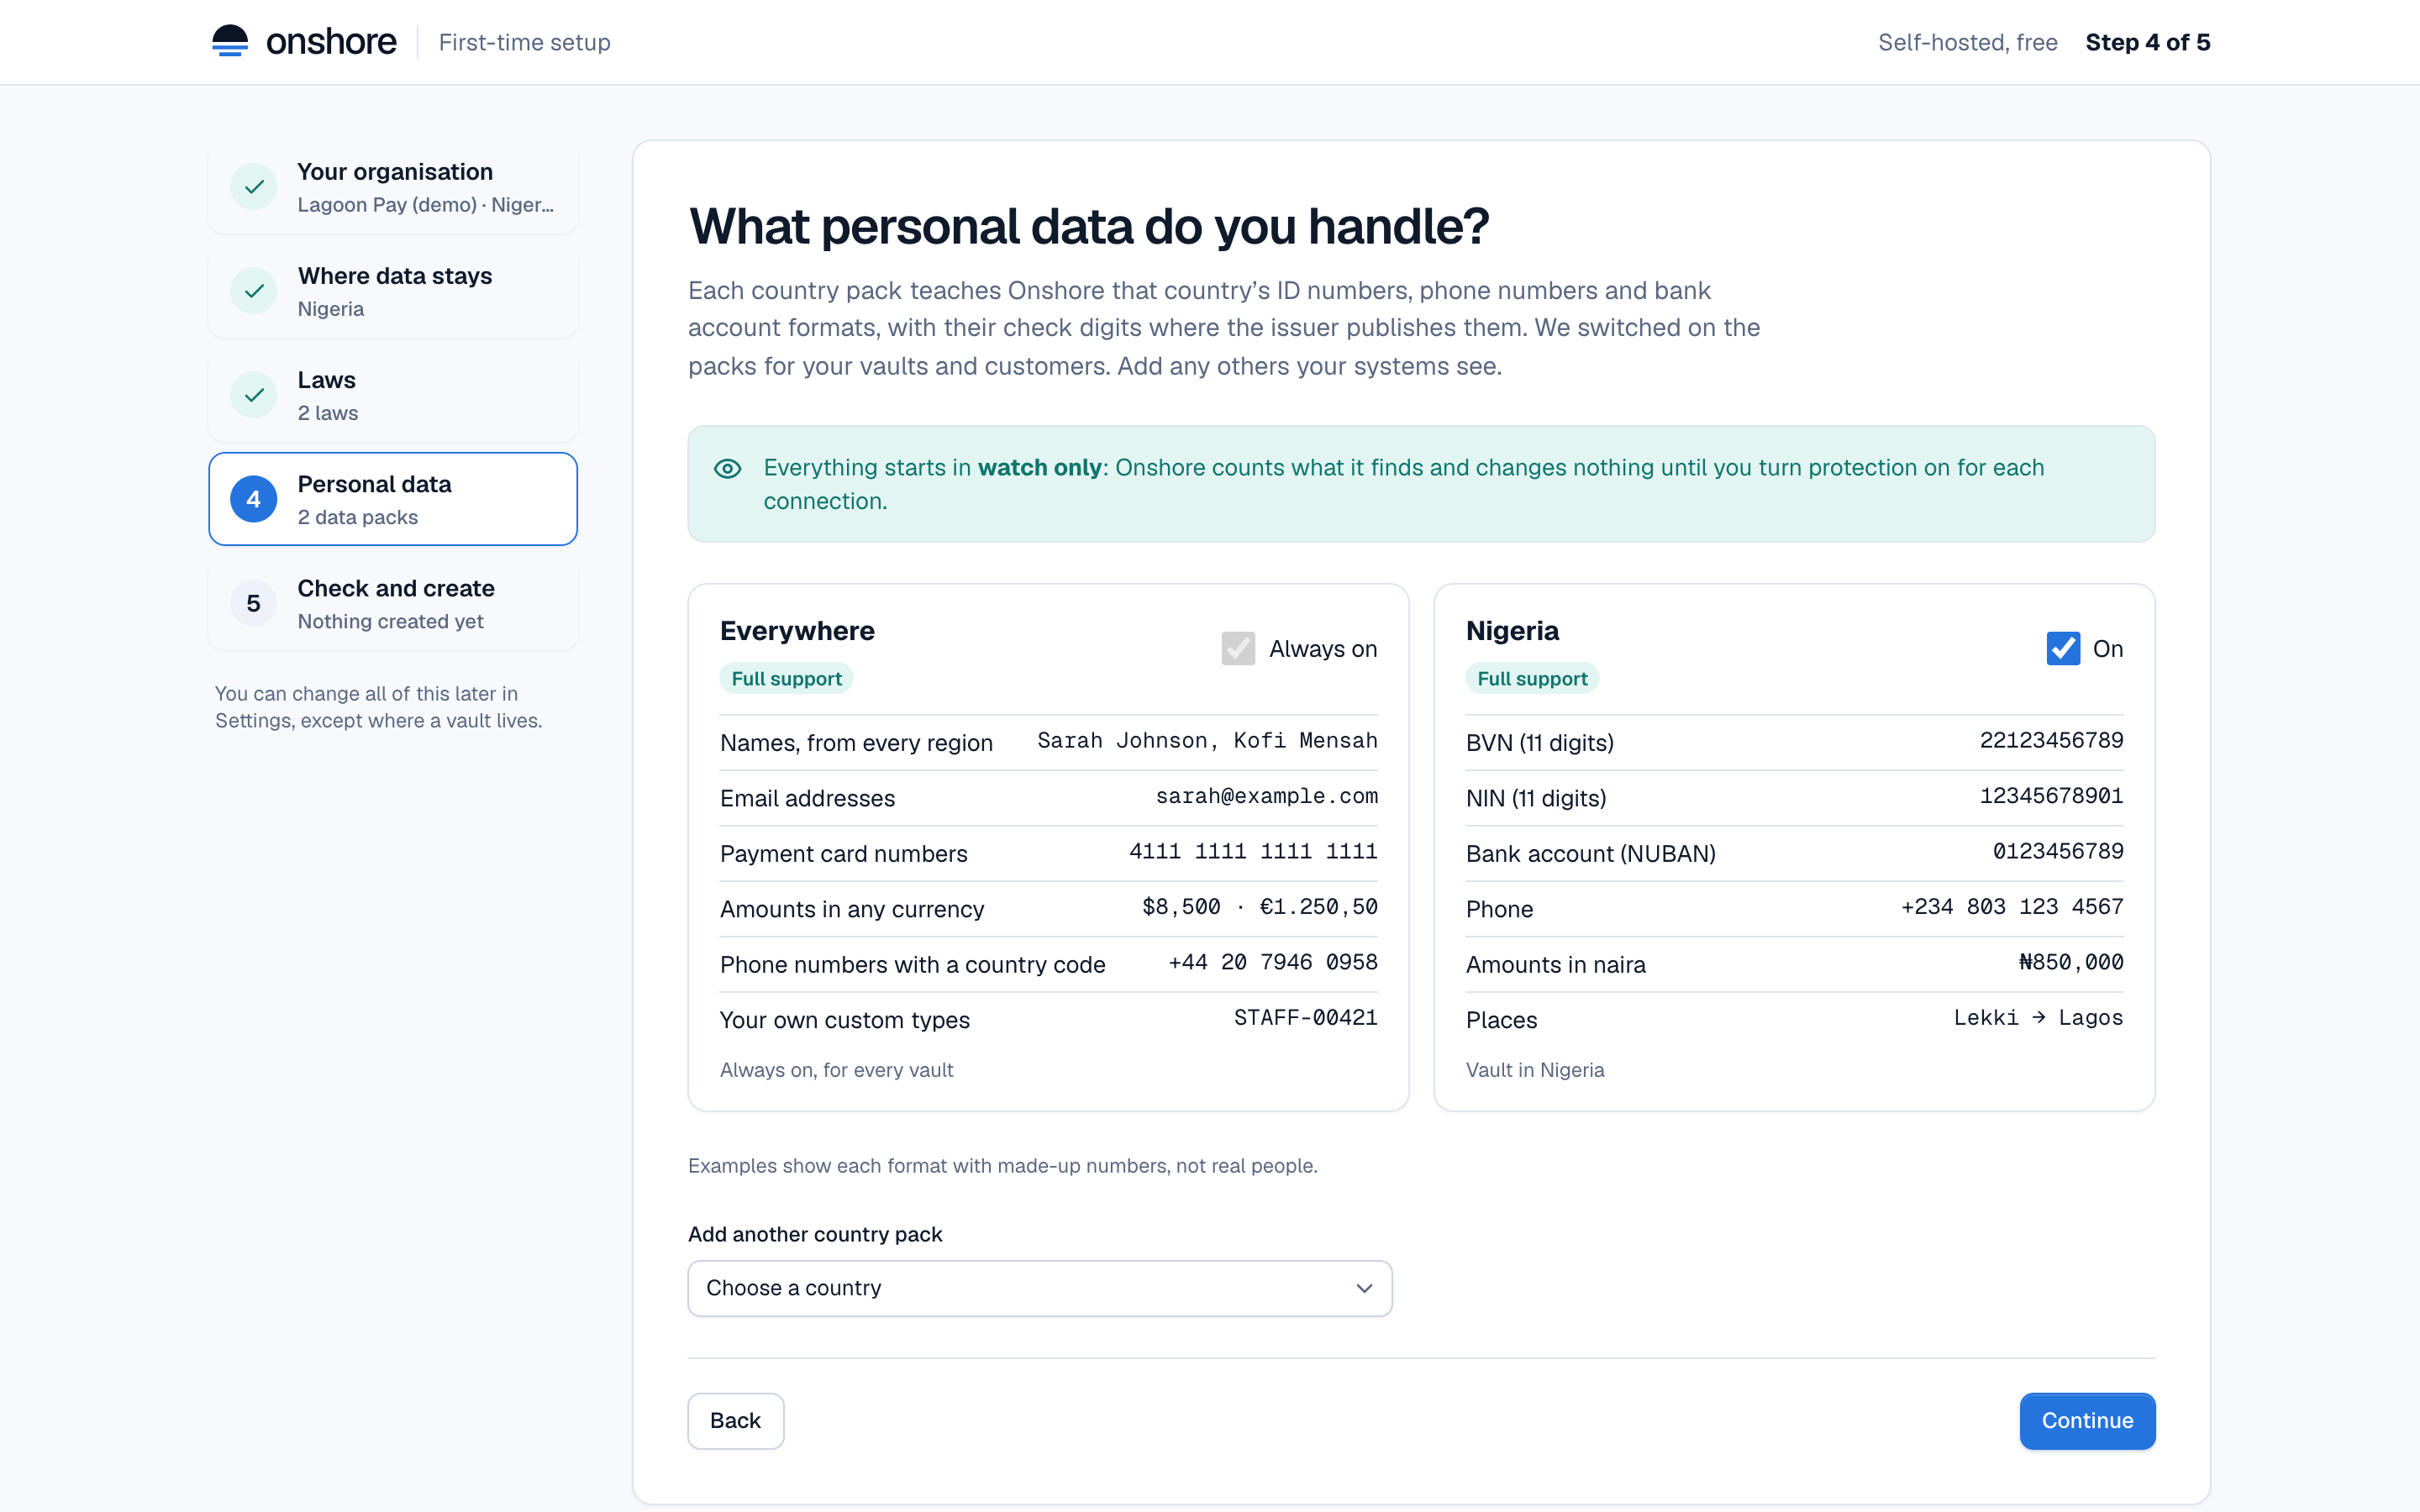 onshore
First-time setup
Self-hosted, free
Step 4 of 5
Your organisation
Lagoon Pay (demo) · Niger...
Where data stays
Nigeria
Laws
2 laws
4
Personal data
2 data packs
5
Check and create
Nothing created yet
You can change all of this later in
Settings, except where a vault lives.
What personal data do you handle?
Each country pack teaches Onshore that country’s ID numbers, phone numbers and bank
account formats, with their check digits where the issuer publishes them. We switched on the
packs for your vaults and customers. Add any others your systems see.
Everything starts in watch only: Onshore counts what it finds and changes nothing until you turn protection on for each
connection.
Everywhere
Full support
Always on
Names, from every region Sarah Johnson, Kofi Mensah
Email addresses sarah@example.com
Payment card numbers 4111 1111 1111 1111
Amounts in any currency $8,500 · €1.250,50
Phone numbers with a country code +44 20 7946 0958
Your own custom types STAFF-00421
Always on, for every vault
Nigeria
Full support
On
BVN (11 digits) 22123456789
NIN (11 digits) 12345678901
Bank account (NUBAN) 0123456789
Phone +234 803 123 4567
Amounts in naira ₦850,000
Places Lekki → Lagos
Vault in Nigeria
Examples show each format with made-up numbers, not real people.
Add another country pack
Choose a country
Back
Continue